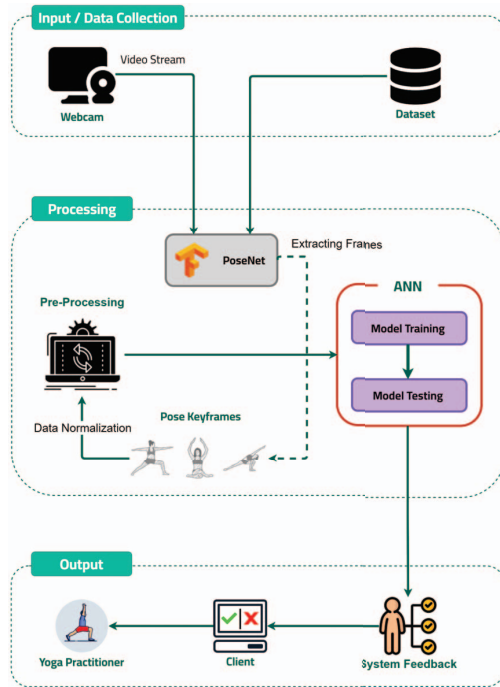 Input / Data Collection
Video Stream
Webcam
Dataset
Processing
PoseNet
Extracting Frames
Pre-Processing
ANN
Model Training
Model Testing
Data Normalization
Pose Keyframes
Output
Yoga Practitioner
Client
System Feedback